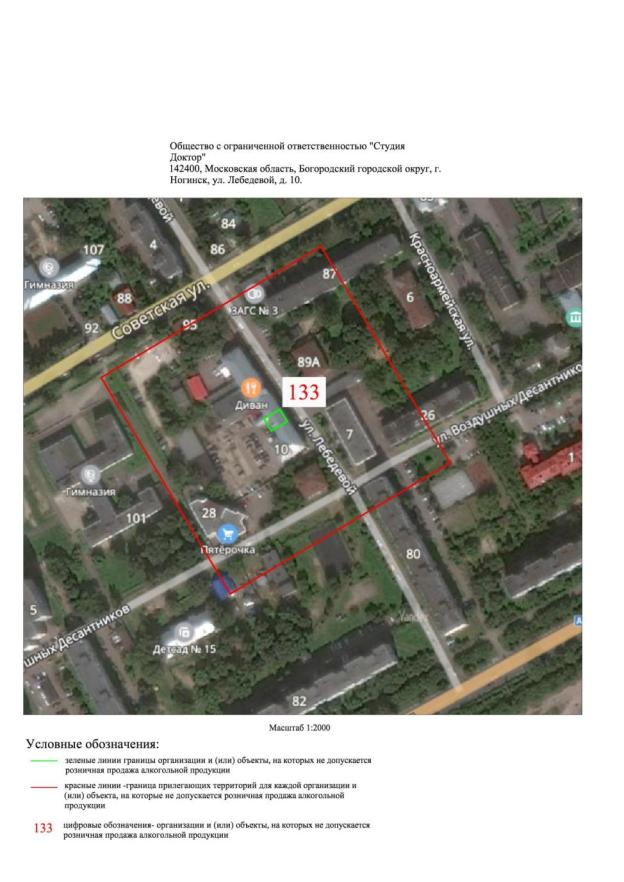 Общество с ограниченной ответственностью "Студия
Доктор"
142400, Московская область, Богородский городской округ, г.
Ногинск, ул. Лебедевой, д. 10.
84
86
107
4
Гимназия
88
92
Советская ул.
95
ЗАГС № 3
87
Красноармейская ул.
6
89А
Диван
133
10
ул. Лебедевой
7
26
ул. Воздушных Десантников
1
Гимназия
101
28
Пятёрочка
80
5
Детсад № 15
82
Масштаб 1:2000
Условные обозначения:
зеленые линии границы организации и (или) объекты, на которых не допускается
розничная продажа алкогольной продукции
красные линии -граница прилегающих территорий для каждой организации и
(или) объекта, на которые не допускается розничная продажа алкогольной
продукции
133
цифровые обозначения- организации и (или) объекты, на которых не допускается
розничная продажа алкогольной продукции